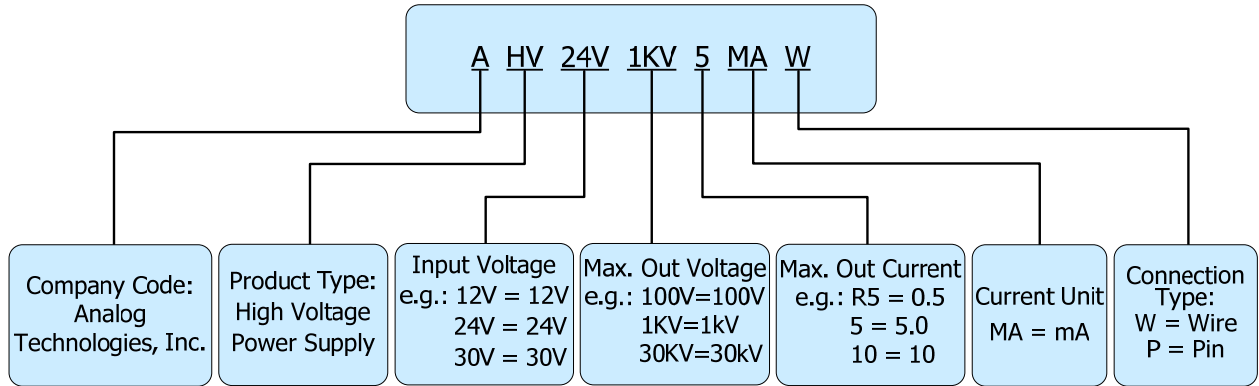 A HV 24V 1KV 5 MA W
Company Code:
Analog
Technologies, Inc.
Product Type:
High Voltage
Power Supply
Input Voltage
e.g.: 12V = 12V
24V = 24V
30V = 30V
Max. Out Voltage
e.g.: 100V=100V
1KV=1kV
30KV=30kV
Max. Out Current
e.g.: R5 = 0.5
5 = 5.0
10 = 10
Current Unit
MA = mA
Connection
Type:
W = Wire
P = Pin